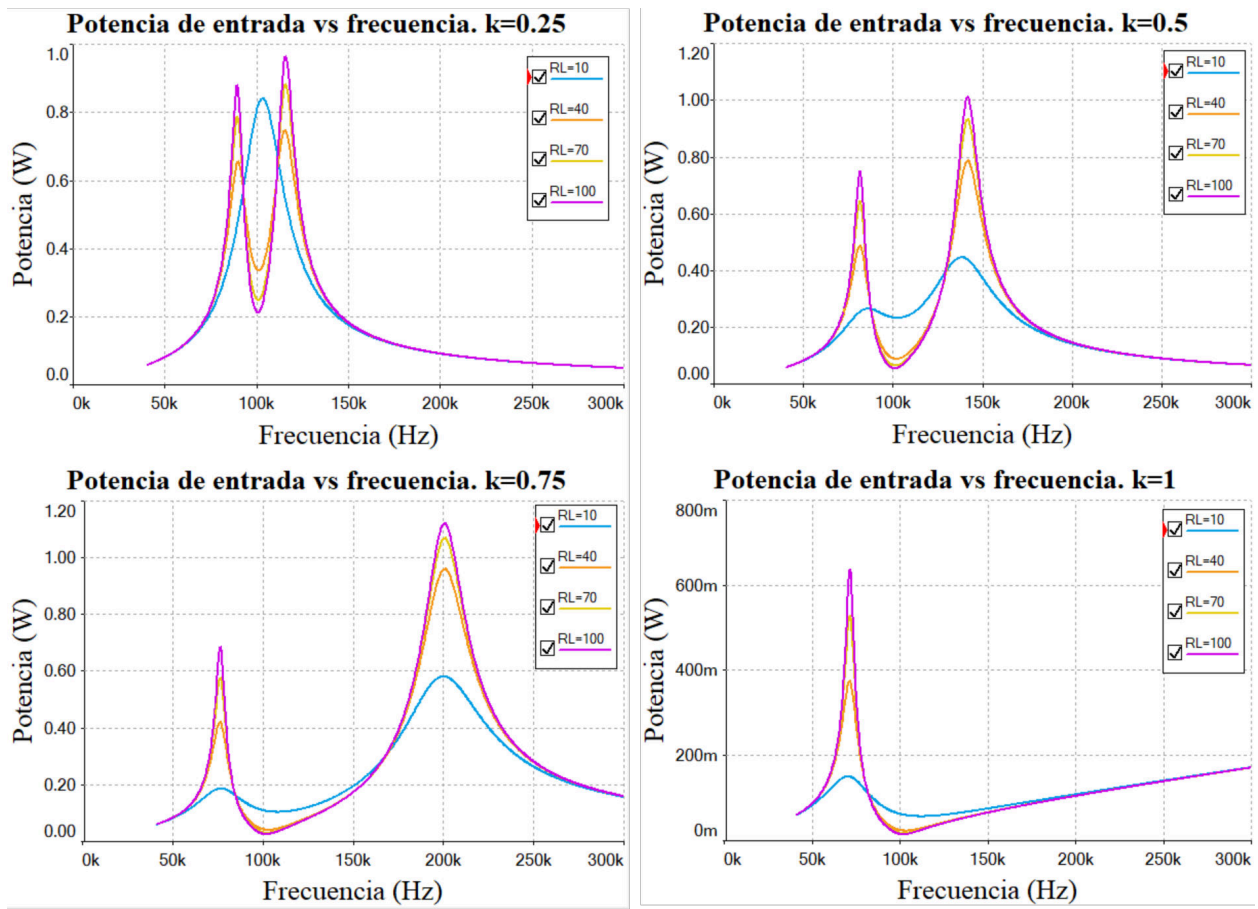 Potencia de entrada vs frecuencia. k=0.25
Potencia (W)
1.0
0.8
0.6
0.4
0.2
0.0
0k 50k 100k 150k 200k 250k 300k
Frecuencia (Hz)
RL=10
RL=40
RL=70
RL=100
Potencia de entrada vs frecuencia. k=0.5
Potencia (W)
1.20
1.00
0.80
0.60
0.40
0.20
0.00
0k 50k 100k 150k 200k 250k 300k
Frecuencia (Hz)
RL=10
RL=40
RL=70
RL=100
Potencia de entrada vs frecuencia. k=0.75
Potencia (W)
1.20
1.00
0.80
0.60
0.40
0.20
0.00
0k 50k 100k 150k 200k 250k 300k
Frecuencia (Hz)
RL=10
RL=40
RL=70
RL=100
Potencia de entrada vs frecuencia. k=1
Potencia (W)
800m
600m
400m
200m
0m
0k 50k 100k 150k 200k 250k 300k
Frecuencia (Hz)
RL=10
RL=40
RL=70
RL=100